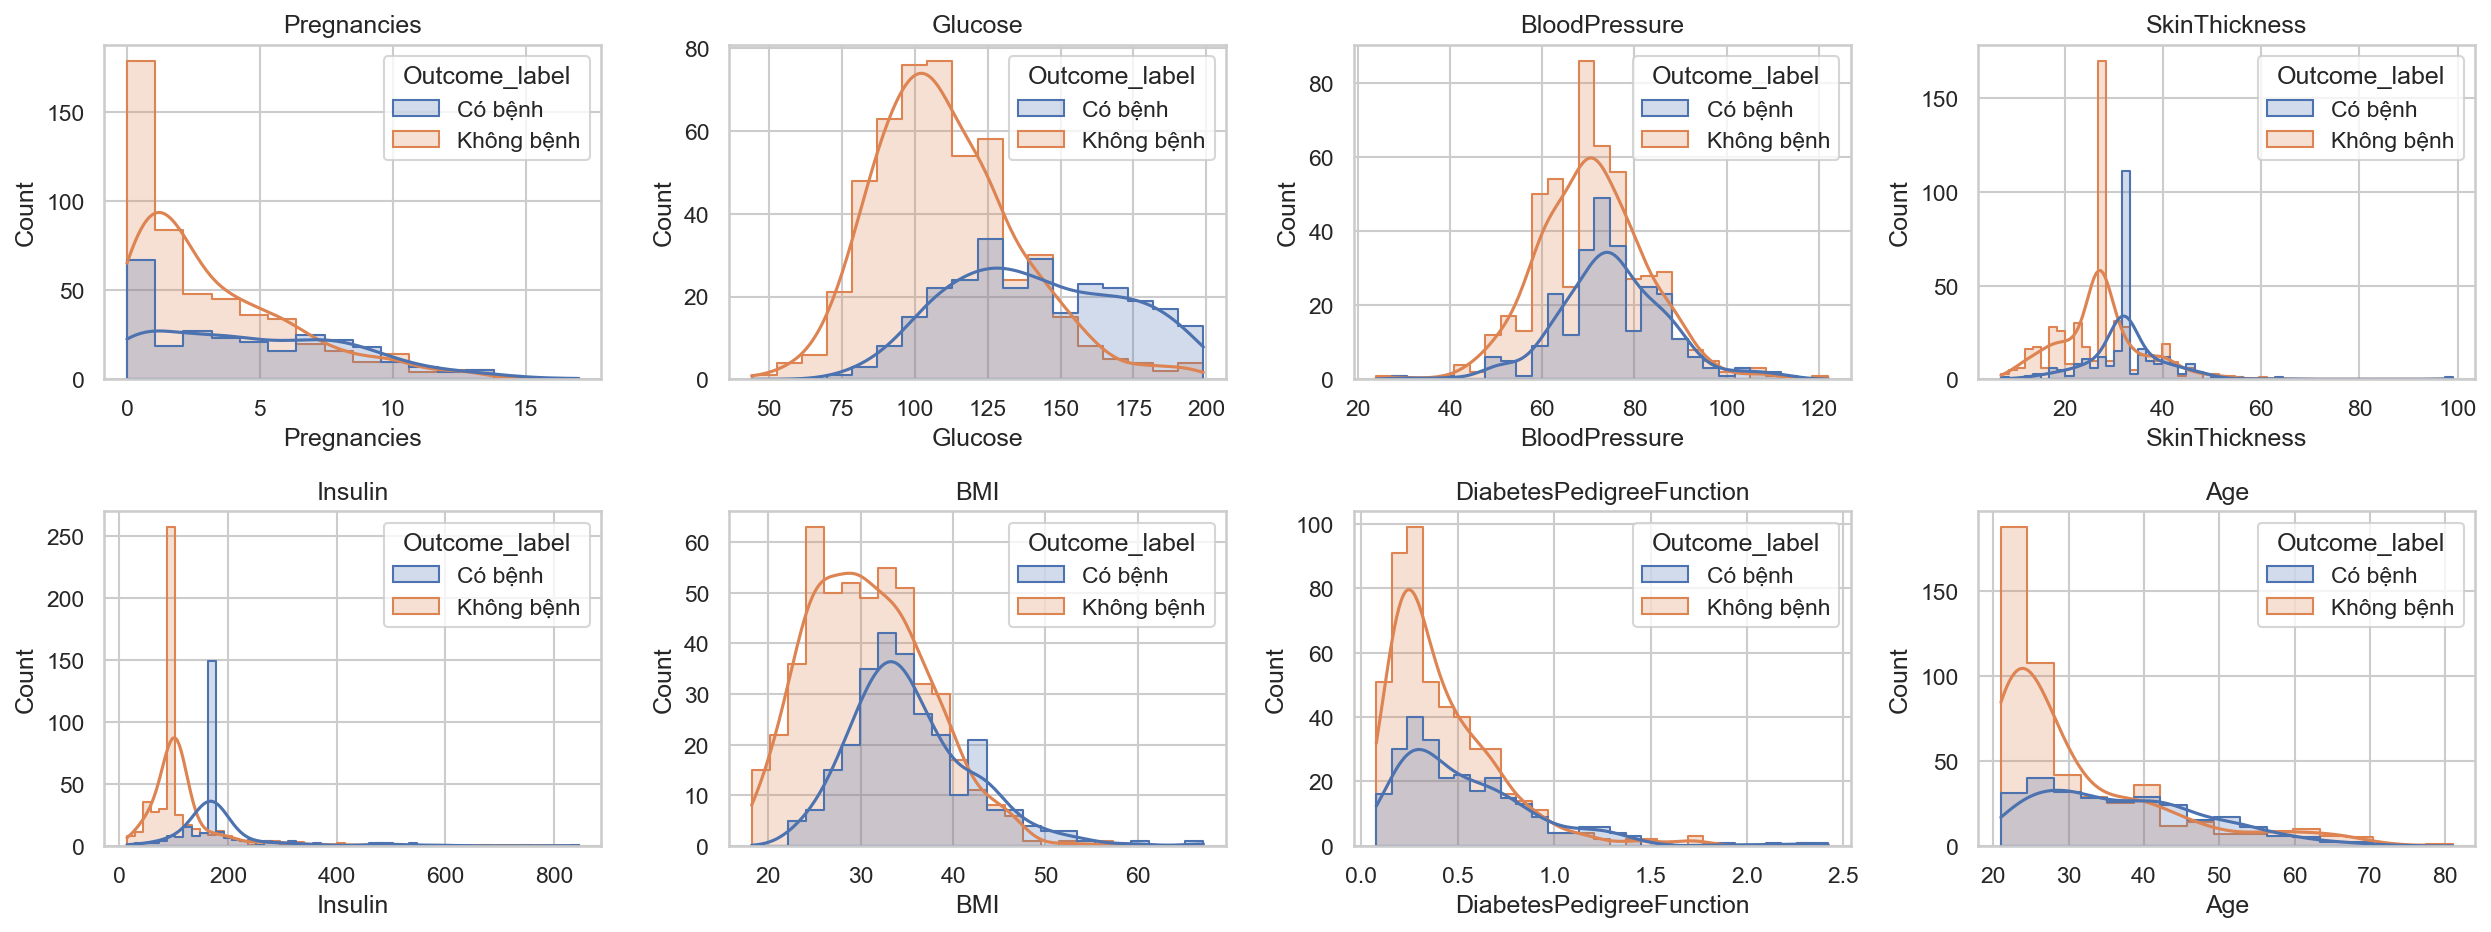 Pregnancies
Outcome_label
Có bệnh
Không bệnh
Count
150
100
50
0
0
5
10
15
Pregnancies
Glucose
Outcome_label
Có bệnh
Không bệnh
Count
80
60
40
20
0
50
75
100
125
150
175
200
Glucose
BloodPressure
Outcome_label
Có bệnh
Không bệnh
Count
80
60
40
20
0
20
40
60
80
100
120
BloodPressure
SkinThickness
Outcome_label
Có bệnh
Không bệnh
Count
150
100
50
0
20
40
60
80
100
SkinThickness
Insulin
Outcome_label
Có bệnh
Không bệnh
Count
250
200
150
100
50
0
0
200
400
600
800
Insulin
BMI
Outcome_label
Có bệnh
Không bệnh
Count
60
50
40
30
20
10
0
20
30
40
50
60
BMI
DiabetesPedigreeFunction
Outcome_label
Có bệnh
Không bệnh
Count
100
80
60
40
20
0
0.0
0.5
1.0
1.5
2.0
2.5
DiabetesPedigreeFunction
Age
Outcome_label
Có bệnh
Không bệnh
Count
150
100
50
0
20
30
40
50
60
70
80
Age